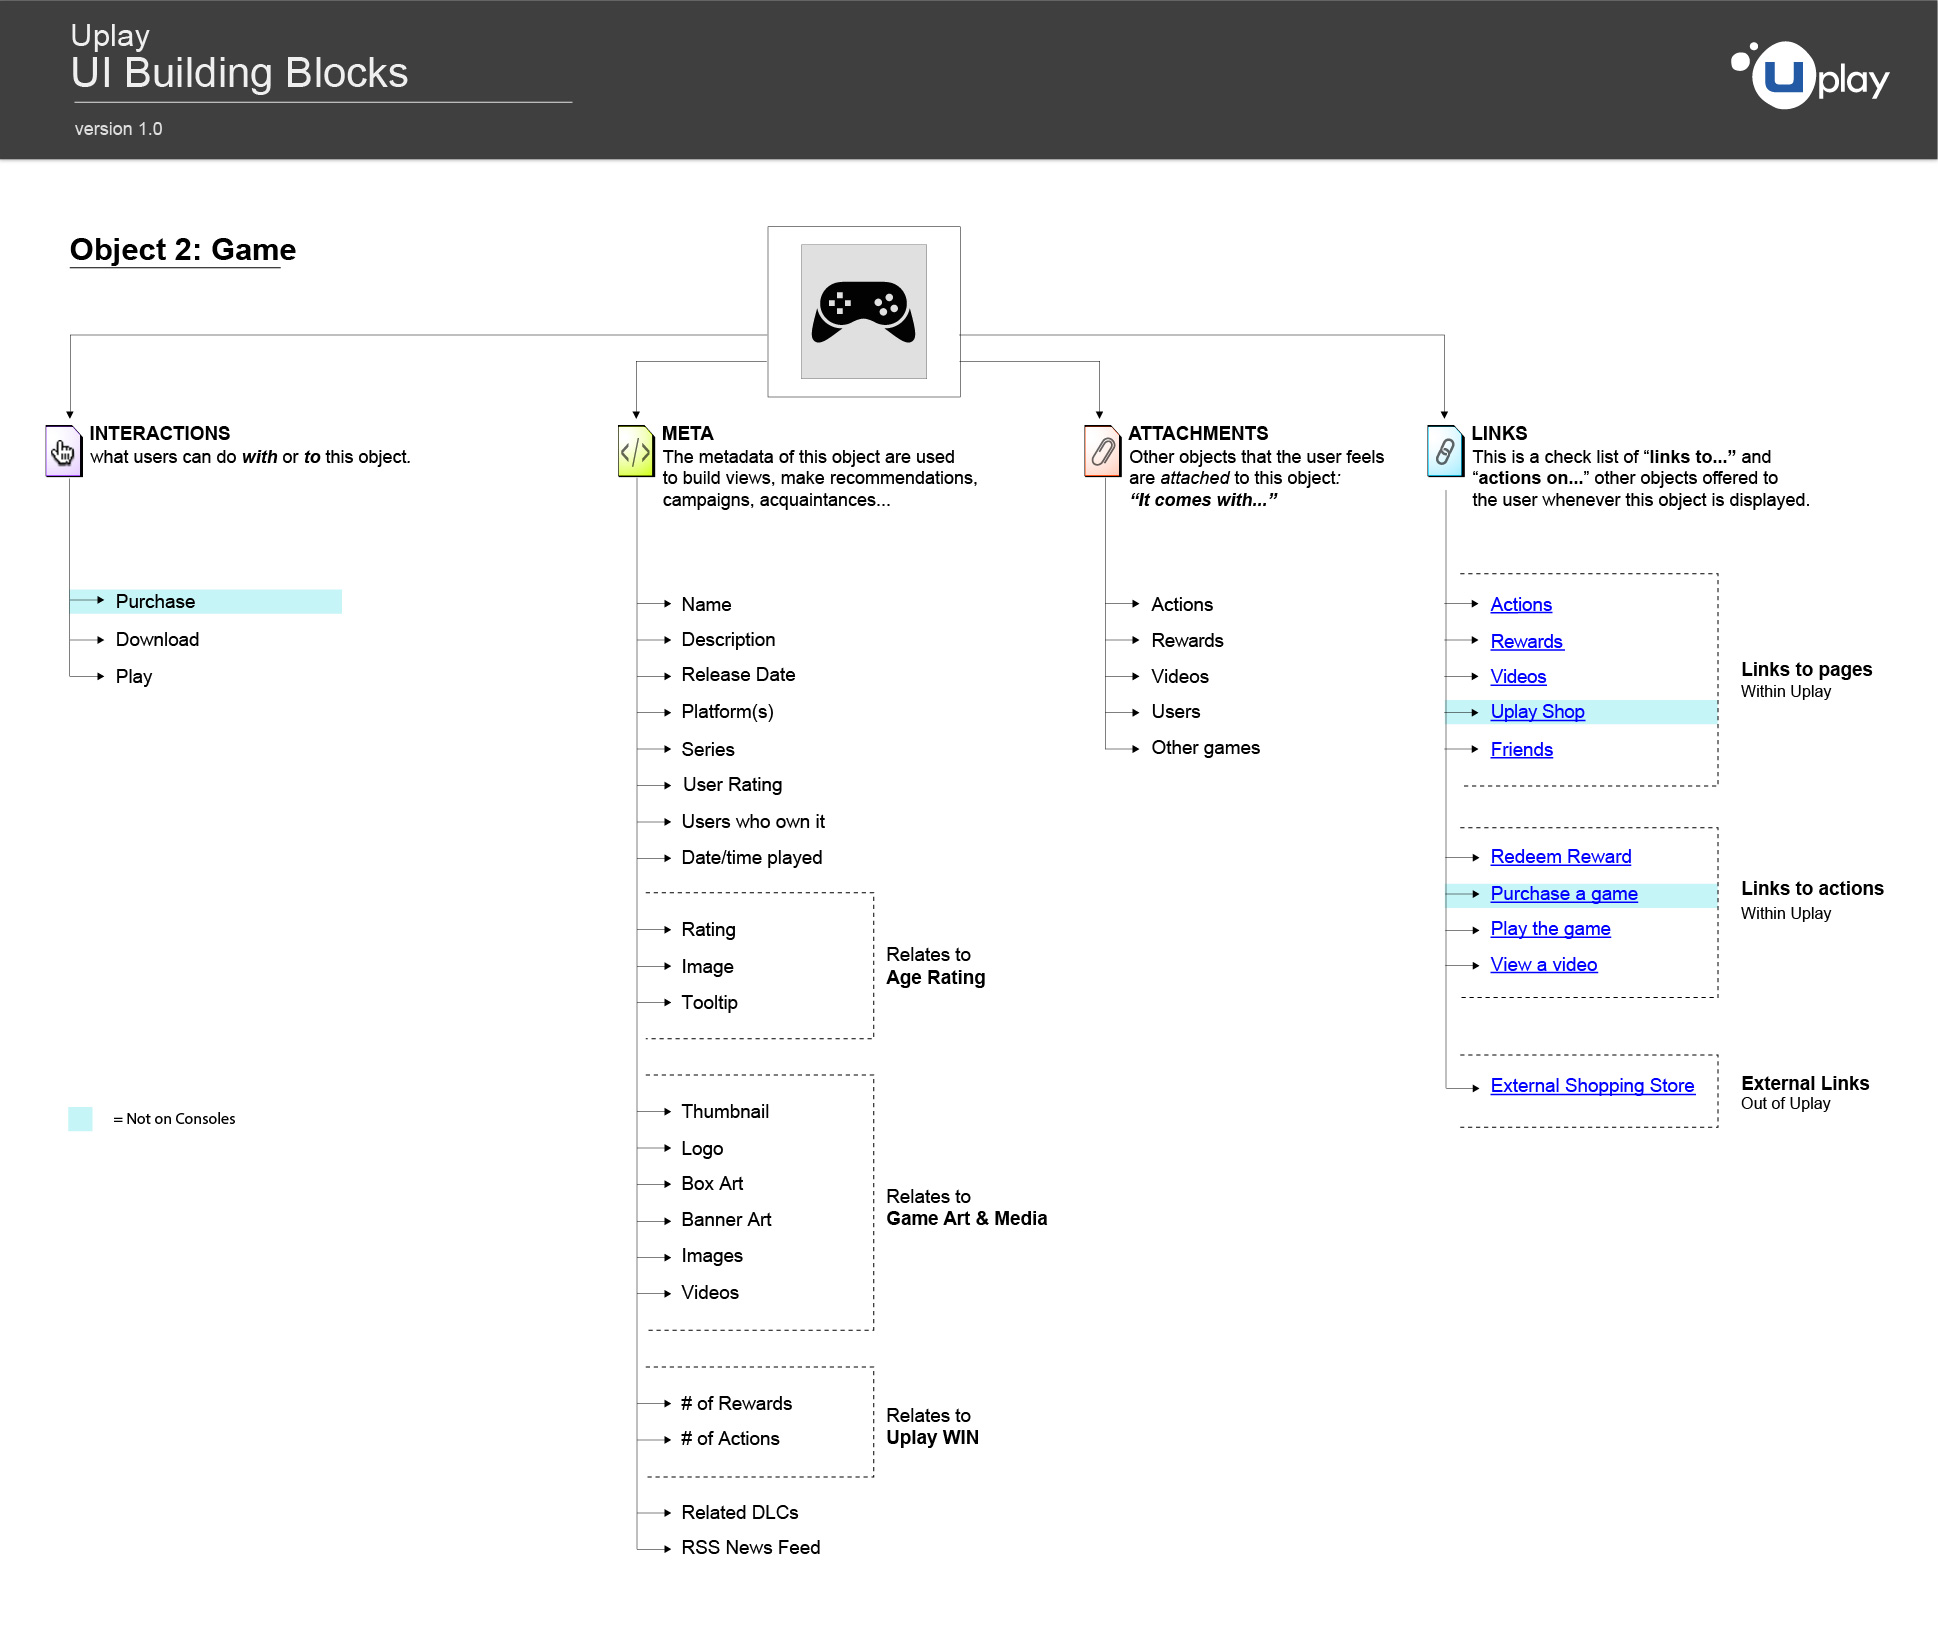 Uplay
UI Building Blocks
version 1.0
Uplay
Object 2: Game
INTERACTIONS
what users can do with or to this object.
Purchase
Download
Play
= Not on Consoles
</>
META
The metadata of this object are used
to build views, make recommendations,
campaigns, acquaintances...
Name
Description
Release Date
Platform(s)
Series
User Rating
Users who own it
Date/time played
Rating
Image
Tooltip
Relates to
Age Rating
Thumbnail
Logo
Box Art
Banner Art
Images
Videos
Relates to
Game Art & Media
# of Rewards
# of Actions
Relates to
Uplay WIN
Related DLCs
RSS News Feed
ATTACHMENTS
Other objects that the user feels
are attached to this object:
“It comes with...”
Actions
Rewards
Videos
Users
Other games
LINKS
This is a check list of “links to...” and
“actions on...” other objects offered to
the user whenever this object is displayed.
Actions
Rewards
Videos
Uplay Shop
Friends
Links to pages
Within Uplay
Redeem Reward
Purchase a game
Play the game
View a video
Links to actions
Within Uplay
External Shopping Store
External Links
Out of Uplay